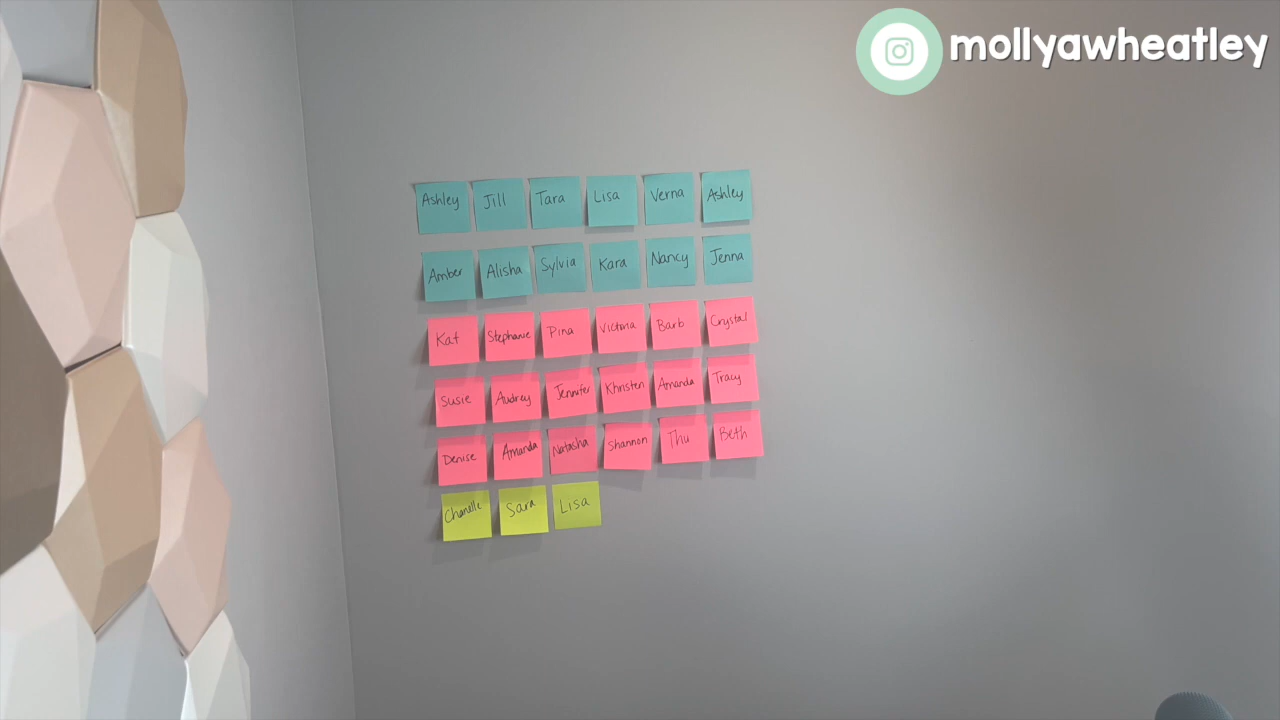 mollyawheatley
Ashley Jill Tara Lisa Verna Ashley
Amber Alisha Sylvia Kara Nancy Jenna
Kat Stephanie Pina Victoria Barb Crystal
Susie Audrey Jennifer Khristen Amanda Tracy
Denise Amanda Natasha Shannon Thu Beth
Chanelle Sara Lisa